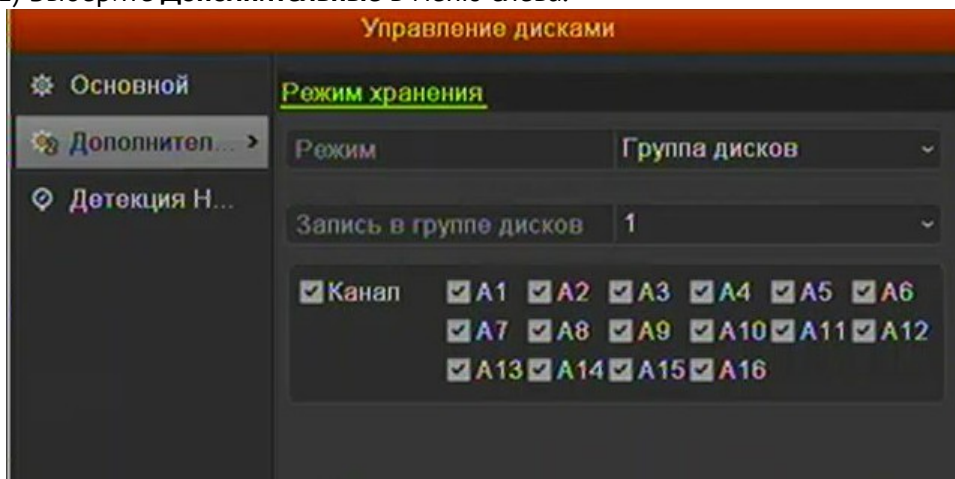 Управление дисками
Основной
Режим хранения
Дополнител... >
Режим
Группа дисков
Детекция Н...
Запись в группе дисков
1
Канал A1 A2 A3 A4 A5 A6
A7 A8 A9 A10 A11 A12
A13 A14 A15 A16